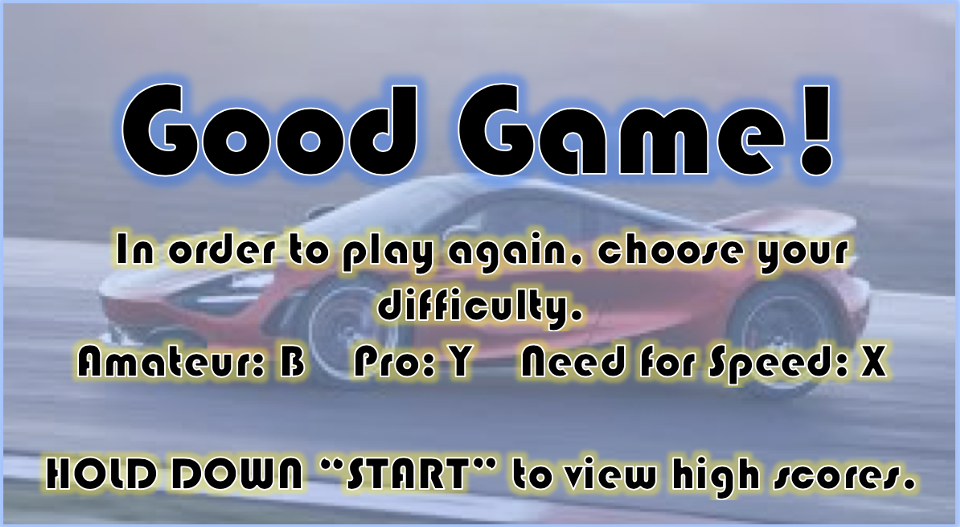 Good Game!
In order to play again, choose your
difficulty.
Amateur: B Pro: Y Need for Speed: X
HOLD DOWN “START” to view high scores.